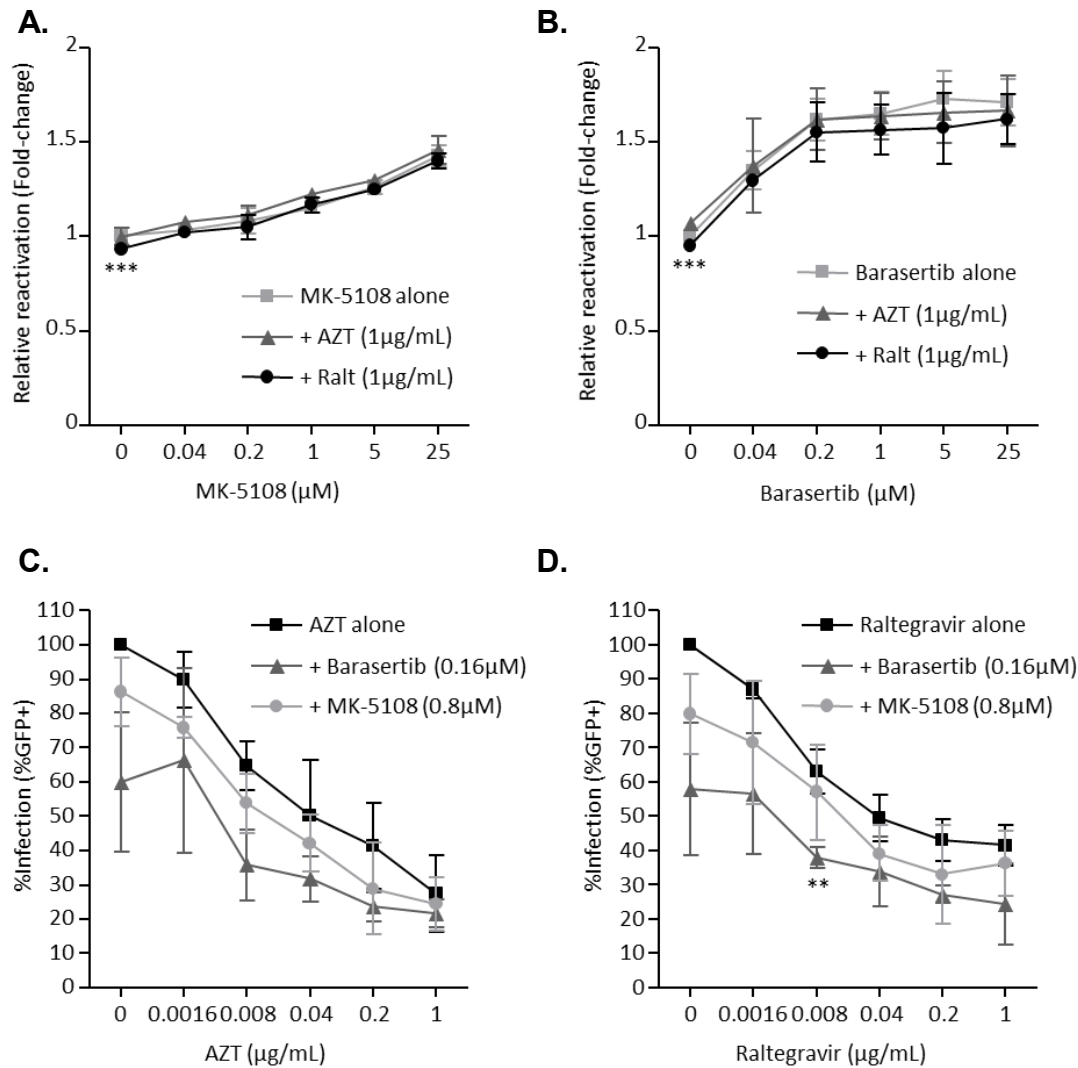 A.
Relative reactivation (Fold-change)
2
1.5
1
0.5
0
***
MK-5108 alone
+ AZT (1µg/mL)
+ Ralt (1µg/mL)
0 0.04 0.2 1 5 25
MK-5108 (µM)
B.
Relative reactivation (Fold-change)
2
1.5
1
0.5
0
***
Barasertib alone
+ AZT (1µg/mL)
+ Ralt (1µg/mL)
0 0.04 0.2 1 5 25
Barasertib (µM)
C.
%Infection (%GFP+)
110
100
90
80
70
60
50
40
30
20
10
0
AZT alone
+ Barasertib (0.16µM)
+ MK-5108 (0.8µM)
0 0.0016 0.008 0.04 0.2 1
AZT (µg/mL)
D.
%Infection (%GFP+)
110
100
90
80
70
60
50
40
30
20
10
0
Raltegravir alone
+ Barasertib (0.16µM)
+ MK-5108 (0.8µM)
**
0 0.0016 0.008 0.04 0.2 1
Raltegravir (µg/mL)